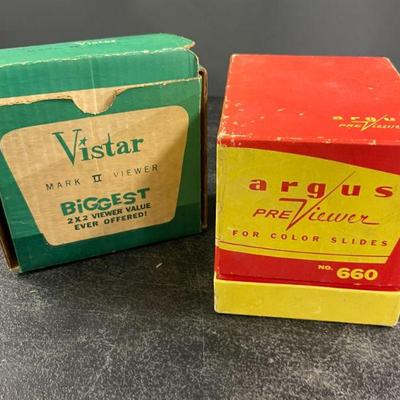 Vistar
Vistar
MARK II VIEWER
BiGGEST
2X2 VIEWER VALUE
EVER OFFERED!
argus
PREViewer
argus
PREViewer
FOR COLOR SLIDES
NO. 660